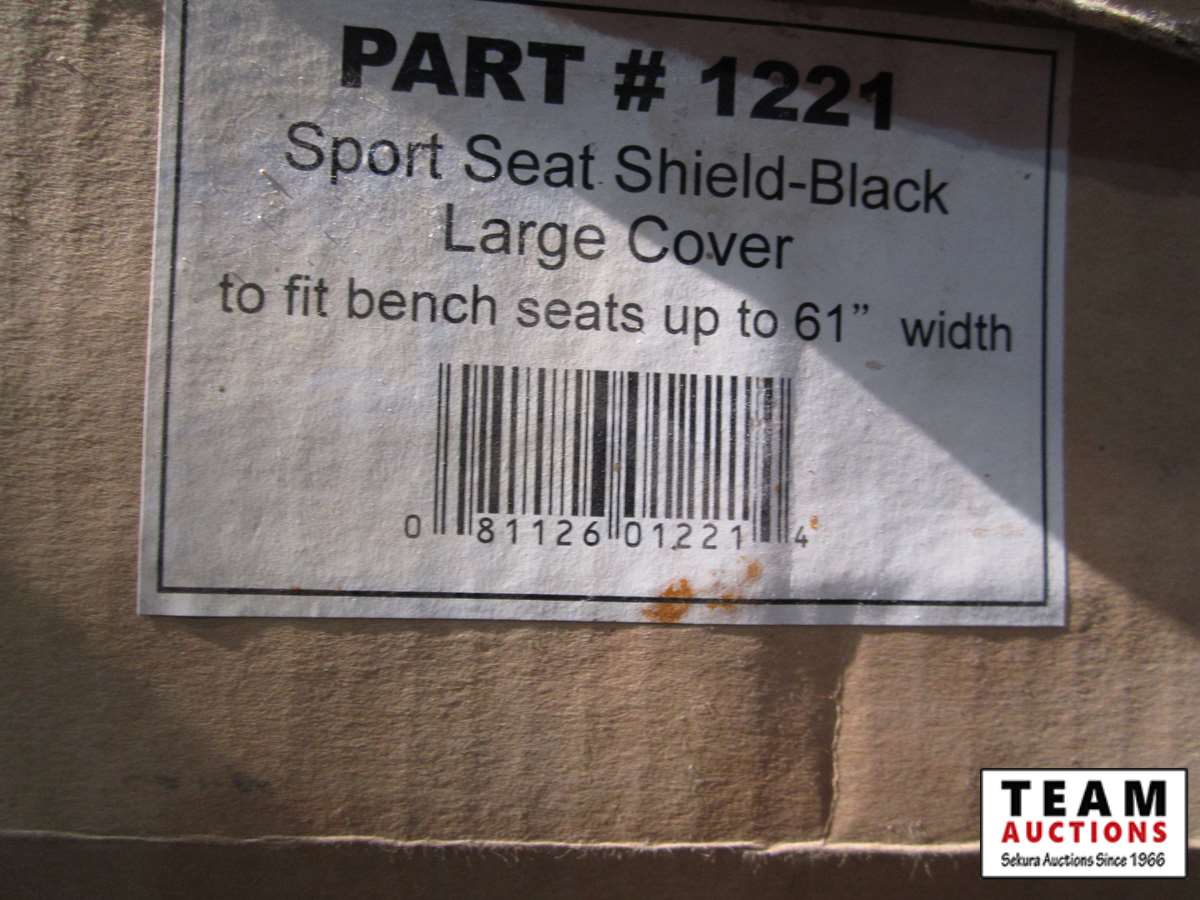 PART # 1221
Sport Seat Shield-Black
Large Cover
to fit bench seats up to 61” width
0 81126 01221 4
TEAM
AUCTIONS
Sekura Auctions Since 1966